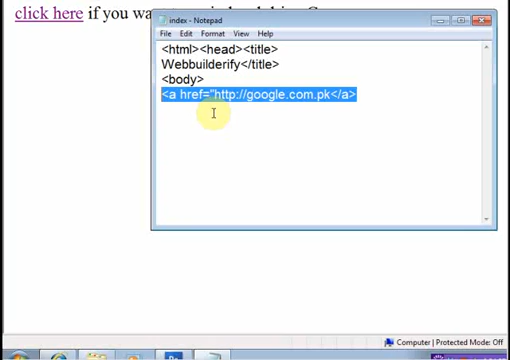 click here if you wan
index - Notepad
File Edit Format View Help
<html><head><title>
Webbuilderify</title>
<body>
<a href="http://google.com.pk</a>
Computer | Protected Mode: Off